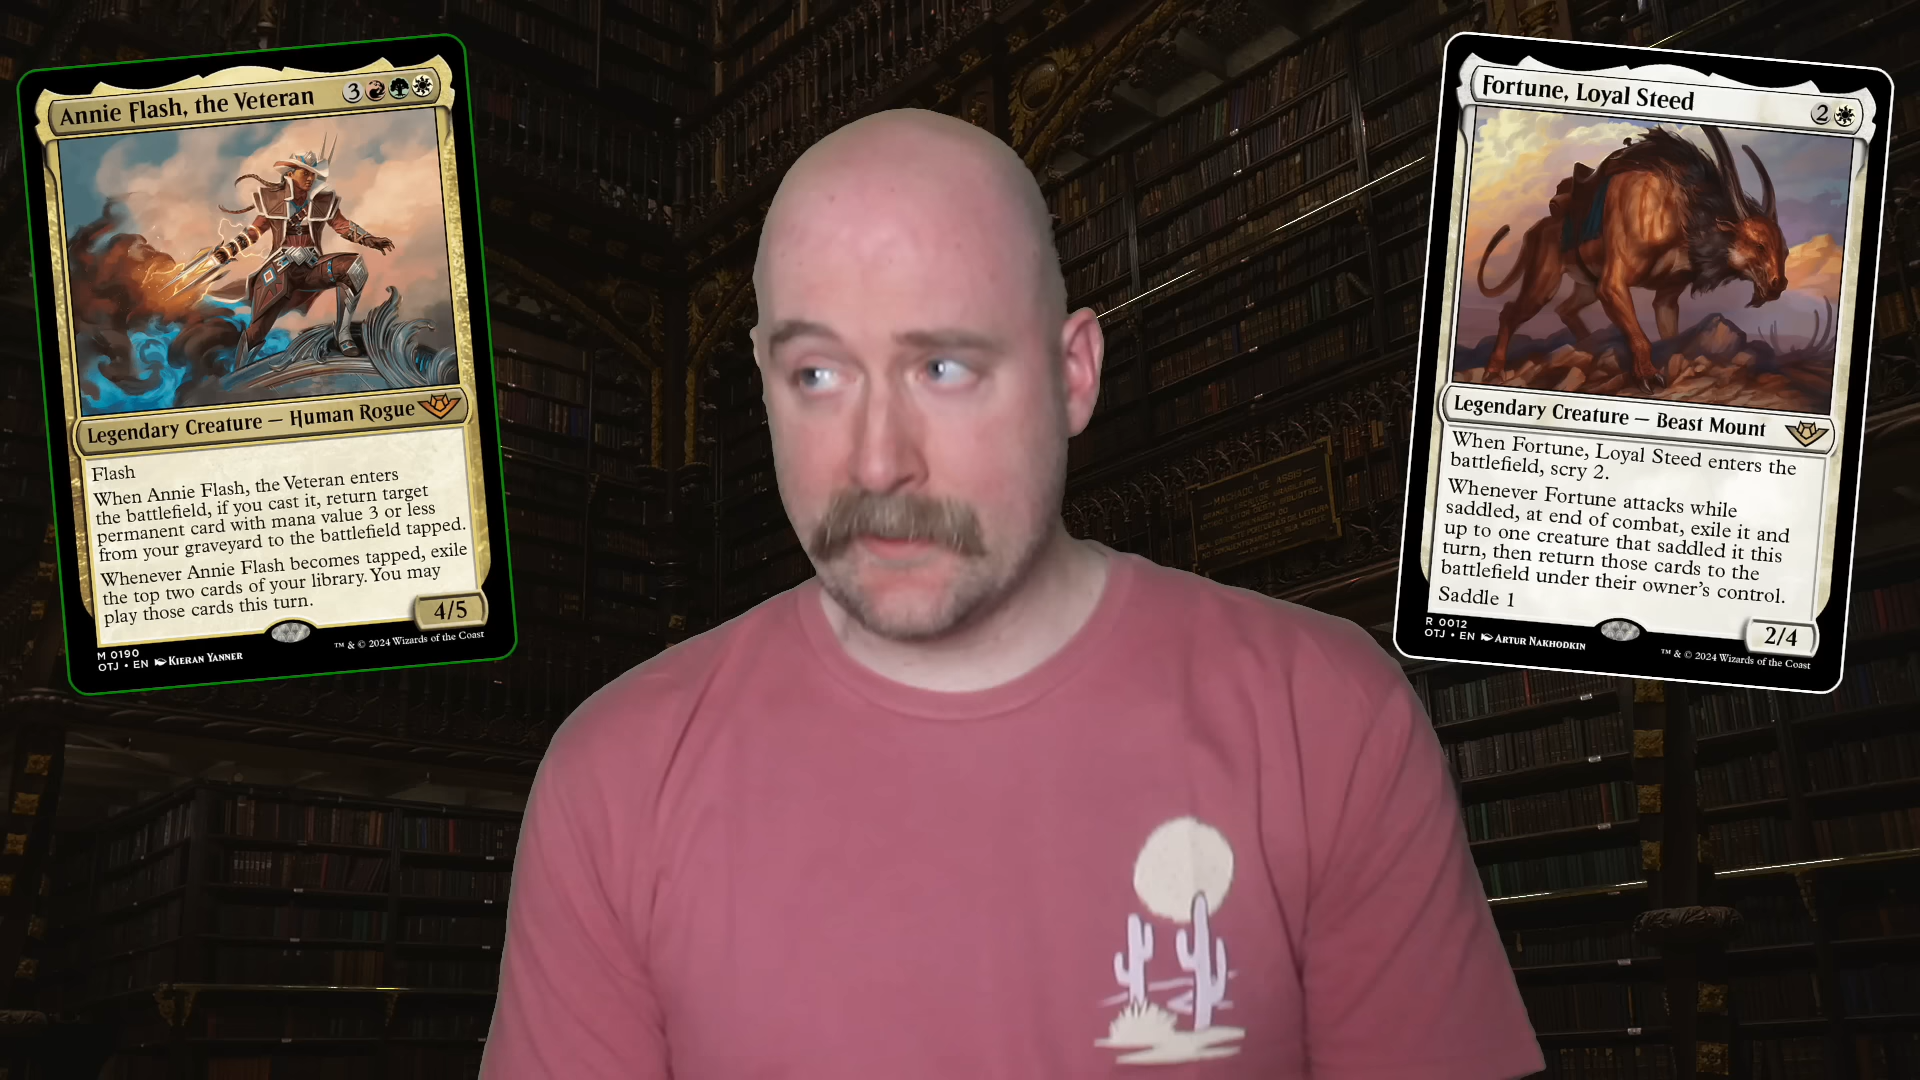 Annie Flash, the Veteran
3
Legendary Creature — Human Rogue
Flash
When Annie Flash, the Veteran enters
the battlefield, if you cast it, return target
permanent card with mana value 3 or less
from your graveyard to the battlefield tapped.
Whenever Annie Flash becomes tapped, exile
the top two cards of your library. You may
play those cards this turn.
4/5
M 0190
OTJ • EN KIERAN YANNER
™ & © 2024 Wizards of the Coast
Fortune, Loyal Steed
2
Legendary Creature — Beast Mount
When Fortune, Loyal Steed enters the
battlefield, scry 2.
Whenever Fortune attacks while
saddled, at end of combat, exile it and
up to one creature that saddled it this
turn, then return those cards to the
battlefield under their owner's control.
Saddle 1
2/4
R 0012
OTJ • EN ARTUR NAKHODKIN
™ & © 2024 Wizards of the Coast
MACHADO DE ASSIS